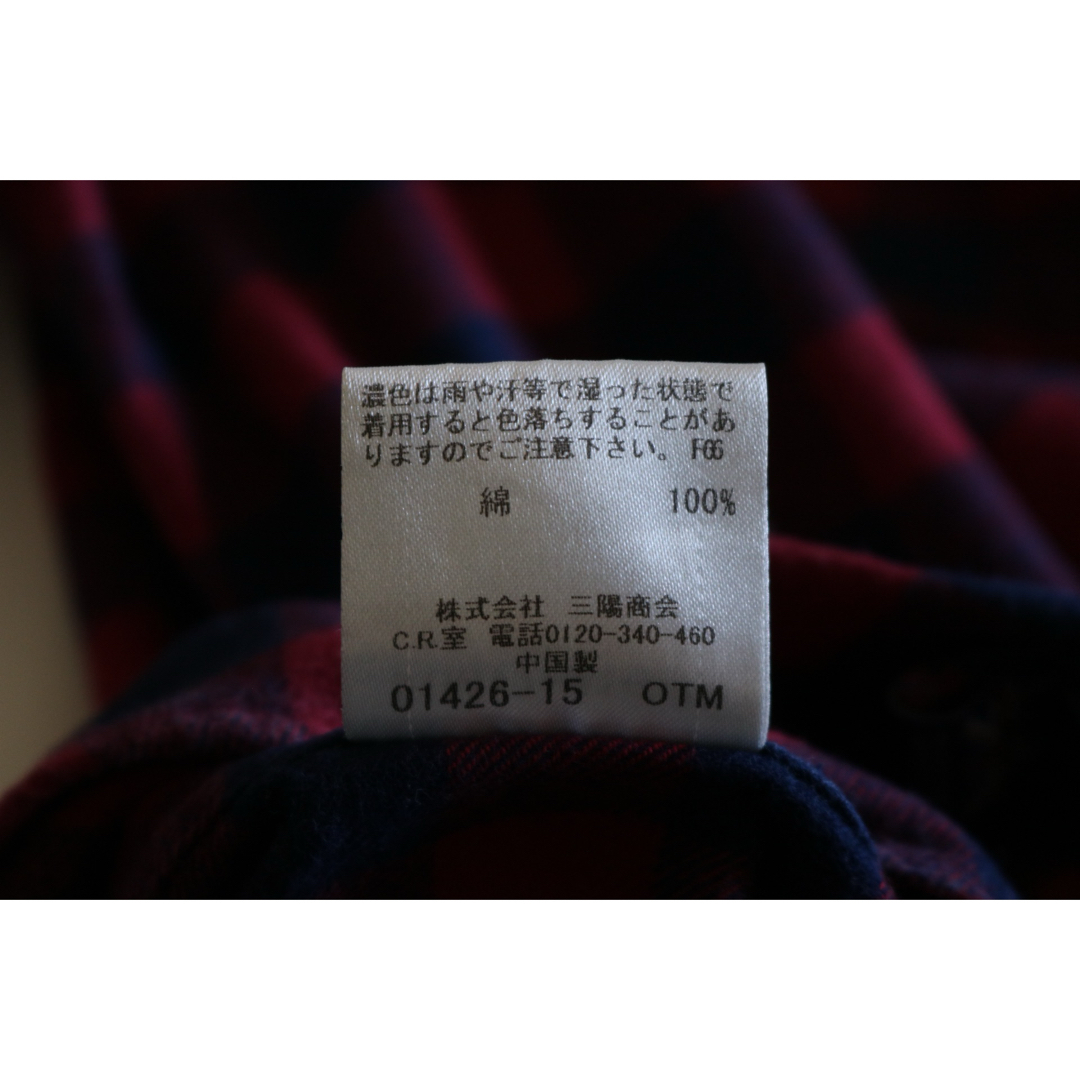 濃色は雨や汗等で湿った状態で
着用すると色落ちすることがあ
りますのでご注意下さい。 F66
綿 100%
株式会社 三陽商会
C.R.室 電話0120-340-460
中国製
01426-15 OTM